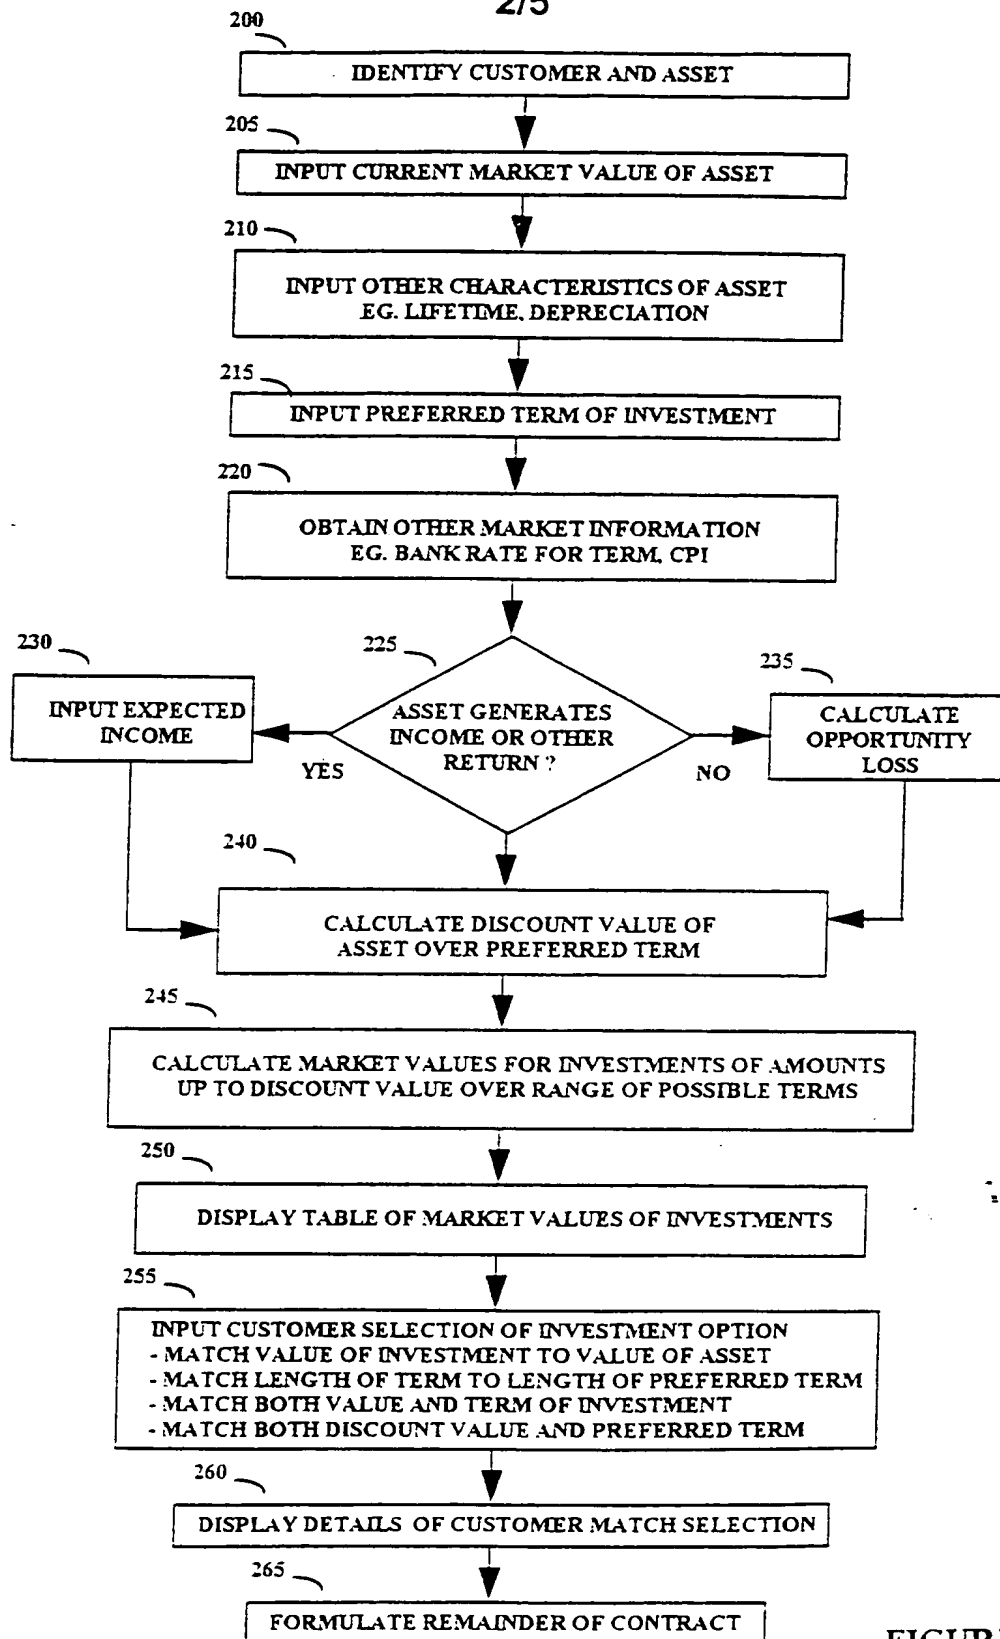 2/5
200
IDENTIFY CUSTOMER AND ASSET
205
INPUT CURRENT MARKET VALUE OF ASSET
210
INPUT OTHER CHARACTERISTICS OF ASSET
EG. LIFETIME, DEPRECIATION
215
INPUT PREFERRED TERM OF INVESTMENT
220
OBTAIN OTHER MARKET INFORMATION
EG. BANK RATE FOR TERM, CPI
230
INPUT EXPECTED
INCOME
225
ASSET GENERATES
INCOME OR OTHER
RETURN ?
YES
NO
235
CALCULATE
OPPORTUNITY
LOSS
240
CALCULATE DISCOUNT VALUE OF
ASSET OVER PREFERRED TERM
245
CALCULATE MARKET VALUES FOR INVESTMENTS OF AMOUNTS
UP TO DISCOUNT VALUE OVER RANGE OF POSSIBLE TERMS
250
DISPLAY TABLE OF MARKET VALUES OF INVESTMENTS
255
INPUT CUSTOMER SELECTION OF INVESTMENT OPTION
- MATCH VALUE OF INVESTMENT TO VALUE OF ASSET
- MATCH LENGTH OF TERM TO LENGTH OF PREFERRED TERM
- MATCH BOTH VALUE AND TERM OF INVESTMENT
- MATCH BOTH DISCOUNT VALUE AND PREFERRED TERM
260
DISPLAY DETAILS OF CUSTOMER MATCH SELECTION
265
FORMULATE REMAINDER OF CONTRACT